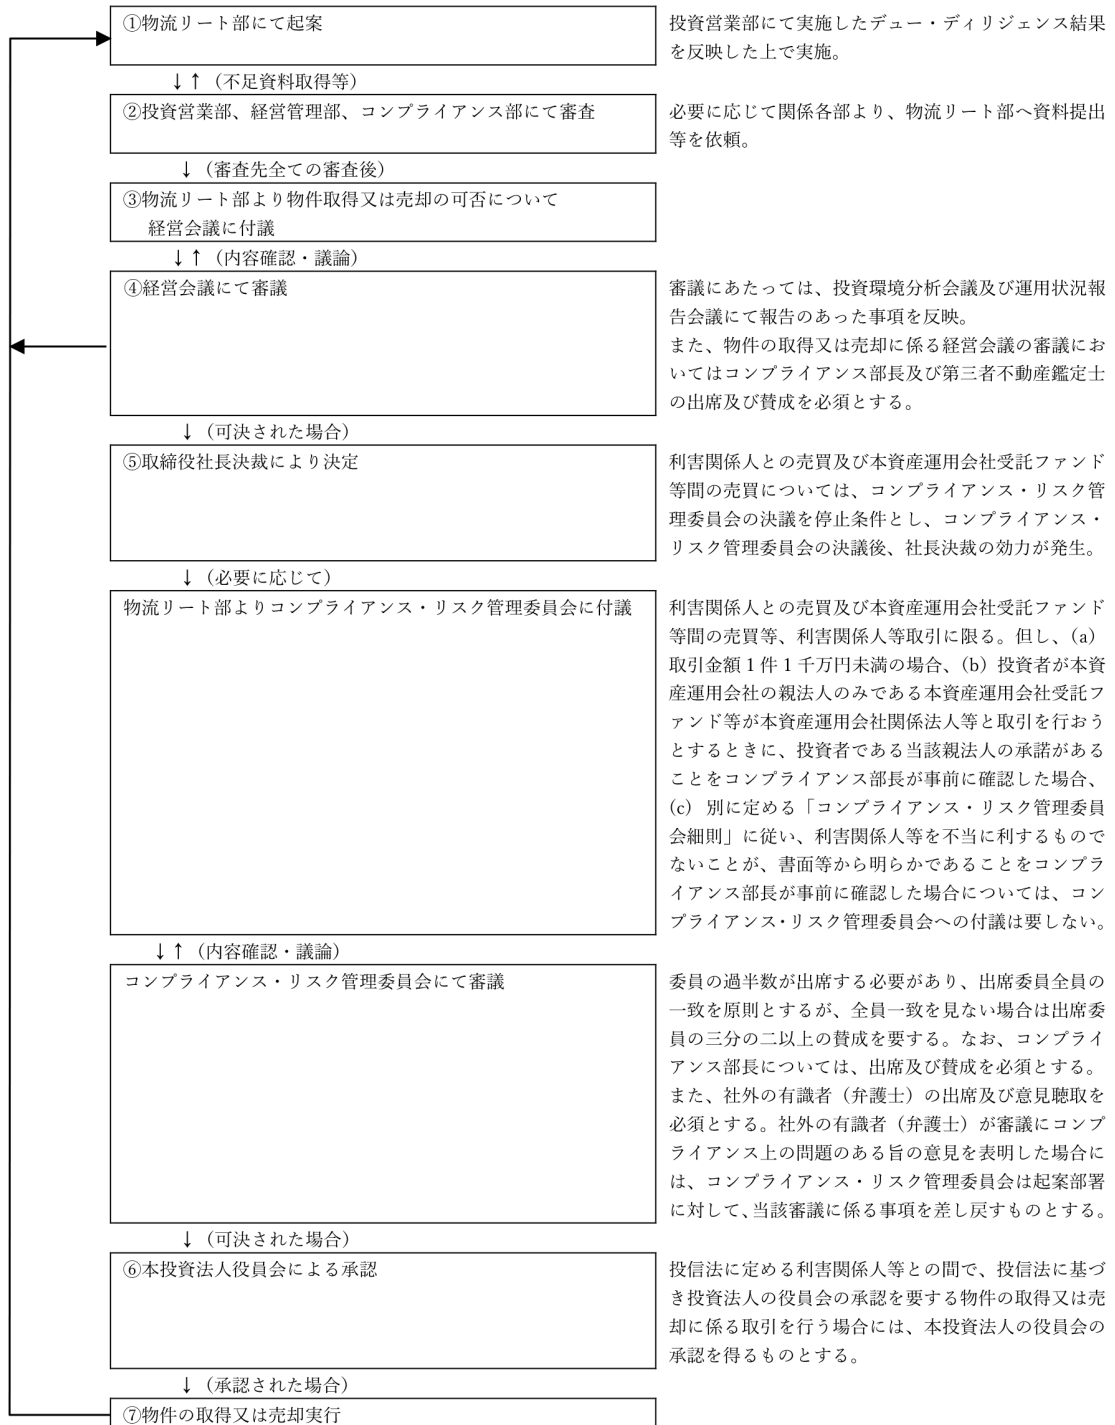 ①物流リート部にて起案
投資営業部にて実施したデュー・ディリジェンス結果
を反映した上で実施。
↓↑（不足資料取得等）
②投資営業部、経営管理部、コンプライアンス部にて審査
必要に応じて関係各部より、物流リート部へ資料提出
等を依頼。
↓（審査先全ての審査後）
③物流リート部より物件取得又は売却の可否について
経営会議に付議
↓↑（内容確認・議論）
④経営会議にて審議
審議にあたっては、投資環境分析会議及び運用状況報
告会議にて報告のあった事項を反映。
また、物件の取得又は売却に係る経営会議の審議にお
いてはコンプライアンス部長及び第三者不動産鑑定士
の出席及び賛成を必須とする。
↓（可決された場合）
⑤取締役社長決裁により決定
利害関係人との売買及び本資産運用会社受託ファンド
等間の売買については、コンプライアンス・リスク管
理委員会の決議を停止条件とし、コンプライアンス・
リスク管理委員会の決議後、社長決裁の効力が発生。
↓（必要に応じて）
物流リート部よりコンプライアンス・リスク管理委員会に付議
利害関係人との売買及び本資産運用会社受託ファンド
等間の売買等、利害関係人等取引に限る。但し、（a）
取引金額1件1千万円未満の場合、（b）投資者が本資
産運用会社の親法人のみである本資産運用会社受託フ
ァンド等が本資産運用会社関係法人等と取引を行おう
とするときに、投資者である当該親法人の承諾がある
ことをコンプライアンス部長が事前に確認した場合、
（c）別に定める「コンプライアンス・リスク管理委員
会細則」に従い、利害関係人等を不当に利するもので
ないことが、書面等から明らかであることをコンプラ
イアンス部長が事前に確認した場合については、コン
プライアンス・リスク管理委員会への付議は要しない。
↓↑（内容確認・議論）
コンプライアンス・リスク管理委員会にて審議
委員の過半数が出席する必要があり、出席委員全員の
一致を原則とするが、全員一致を見ない場合は出席委
員の三分の二以上の賛成を要する。なお、コンプライ
アンス部長については、出席及び賛成を必須とする。
また、社外の有識者（弁護士）の出席及び意見聴取を
必須とする。社外の有識者（弁護士）が審議にコンプ
ライアンス上の問題のある旨の意見を表明した場合に
は、コンプライアンス・リスク管理委員会は起案部署
に対して、当該審議に係る事項を差し戻すものとする。
↓（可決された場合）
⑥本投資法人役員会による承認
投信法に定める利害関係人等との間で、投信法に基づ
き投資法人の役員会の承認を要する物件の取得又は売
却に係る取引を行う場合には、本投資法人の役員会の
承認を得るものとする。
↓（承認された場合）
⑦物件の取得又は売却実行